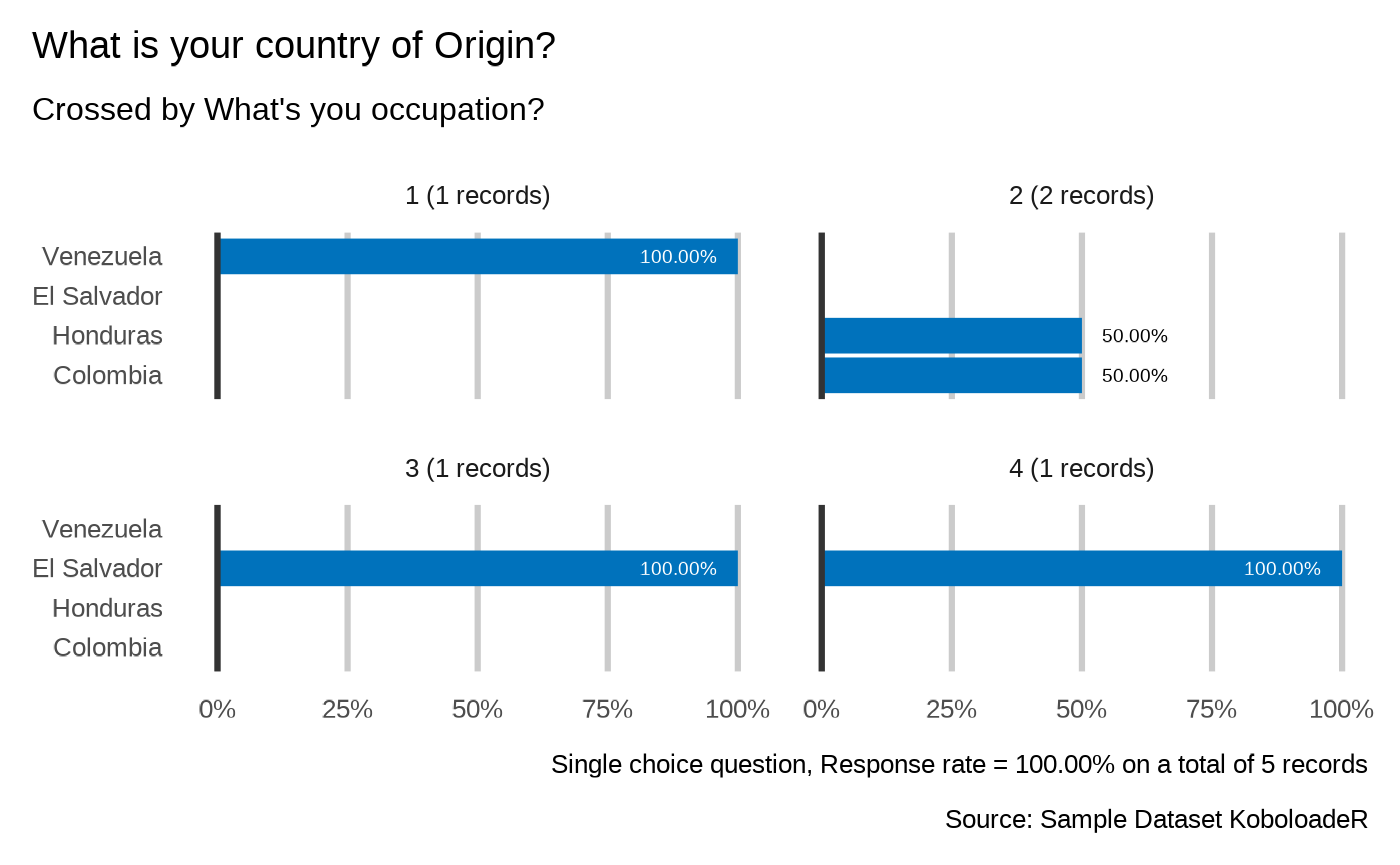 What is your country of Origin?
Crossed by What's you occupation?
1 (1 records)
2 (2 records)
Venezuela
100.00%
El Salvador
Honduras
50.00%
Colombia
50.00%
3 (1 records)
4 (1 records)
Venezuela
El Salvador
100.00%
100.00%
Honduras
Colombia
0% 25% 50% 75% 100% 0% 25% 50% 75% 100%
Single choice question, Response rate = 100.00% on a total of 5 records
Source: Sample Dataset KoboloadeR